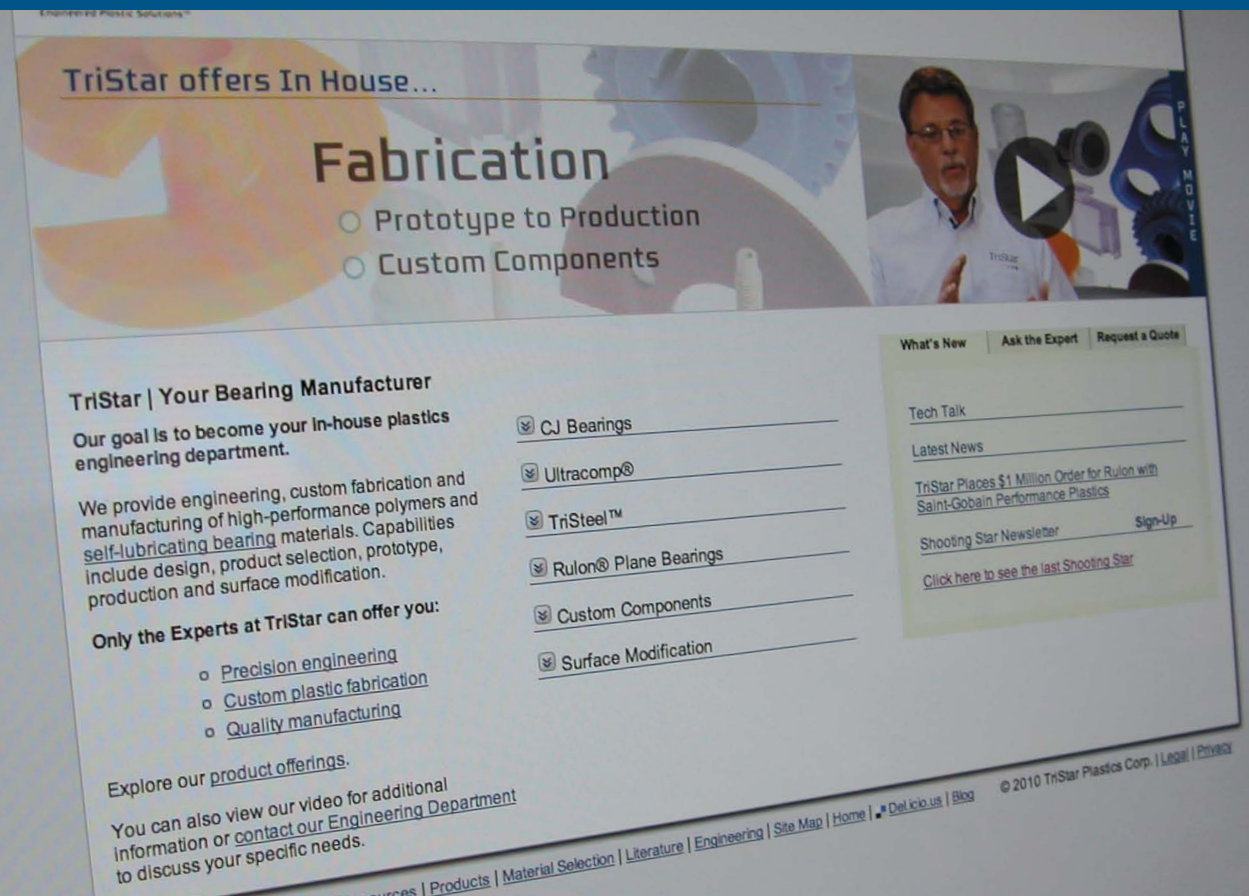 Engineered Plastic Solutions™
TriStar offers In House...
Fabrication
Prototype to Production
Custom Components
TriStar
PLAY MOVIE
TriStar | Your Bearing Manufacturer
Our goal is to become your in-house plastics
engineering department.
We provide engineering, custom fabrication and
manufacturing of high-performance polymers and
self-lubricating bearing materials. Capabilities
include design, product selection, prototype,
production and surface modification.
Only the Experts at TriStar can offer you:
Precision engineering
Custom plastic fabrication
Quality manufacturing
Explore our product offerings.
You can also view our video for additional
information or contact our Engineering Department
to discuss your specific needs.
CJ Bearings
Ultracomp®
TriSteel™
Rulon® Plane Bearings
Custom Components
Surface Modification
What's New
Ask the Expert
Request a Quote
Tech Talk
Latest News
TriStar Places $1 Million Order for Rulon with
Saint-Gobain Performance Plastics
Shooting Star Newsletter Sign-Up
Click here to see the last Shooting Star
| Products | Material Selection | Literature | Engineering | Site Map | Home | Del.icio.us | Blog
© 2010 TriStar Plastics Corp. | Legal | Privacy